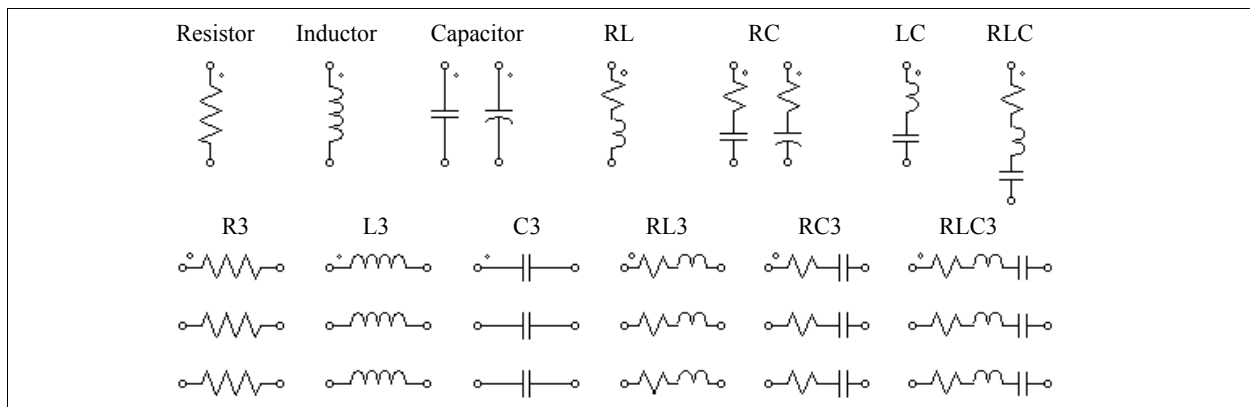 Resistor Inductor Capacitor RL RC LC RLC
R3 L3 C3 RL3 RC3 RLC3